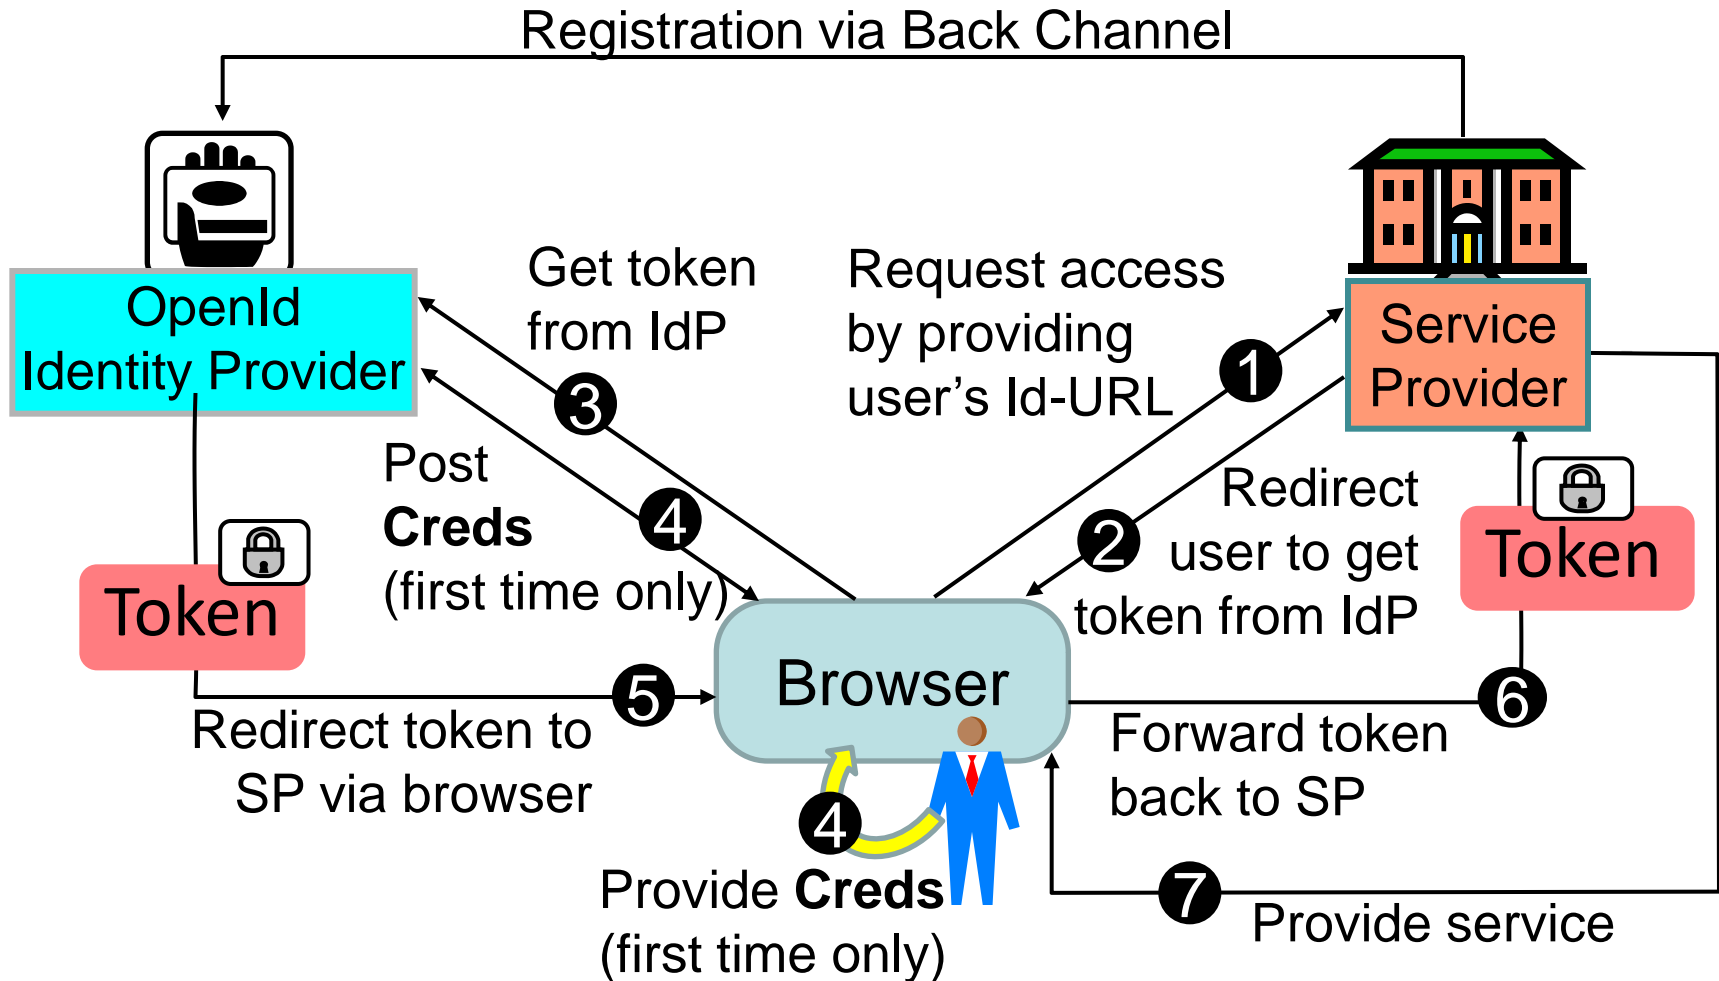 Registration via Back Channel
OpenId
Identity Provider
Get token
from IdP
3
Request access
by providing
user's Id-URL
1
Service
Provider
Post
Creds
(first time only)
4
2
Redirect
user to get
token from IdP
Token
Token
Browser
5
Redirect token to
SP via browser
6
Forward token
back to SP
4
Provide Creds
(first time only)
7
Provide service